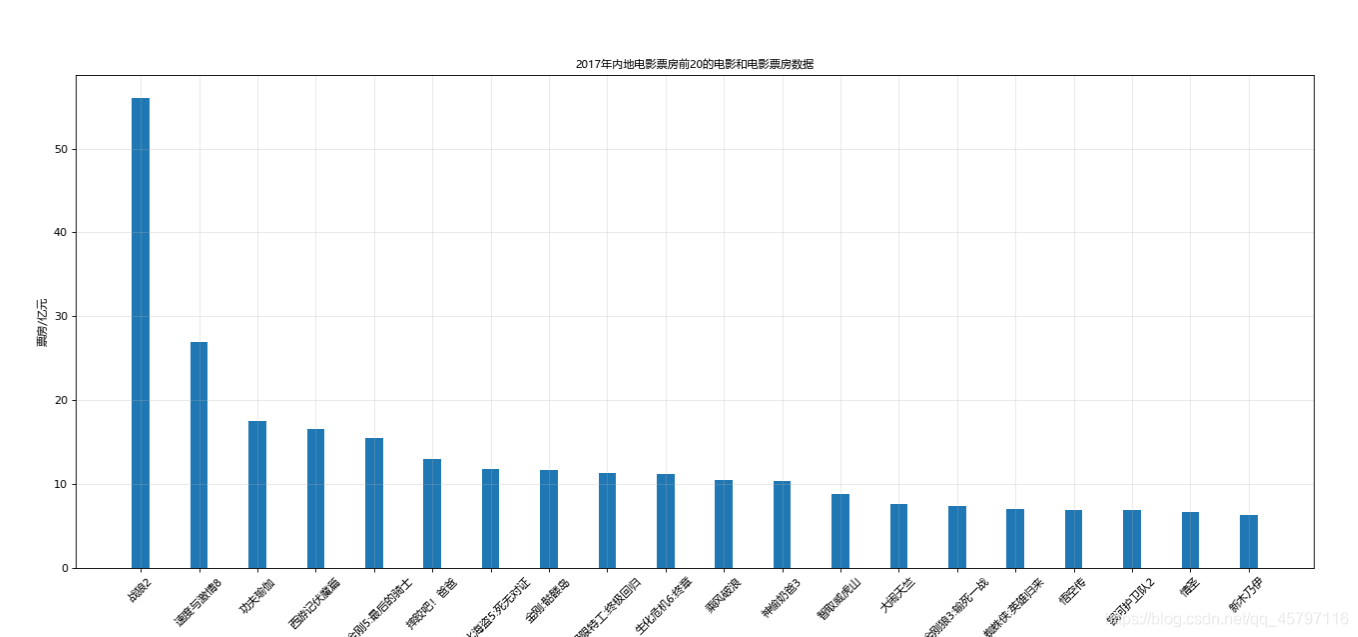 2017年内地电影票房前20的电影和电影票房数据
票房/亿元
50
40
30
20
10
0
战狼2
速度与激情8
功夫瑜伽
西游记伏魔篇
金刚5:最后的骑士
摔跤吧！爸爸
海盗5:死无对证
金刚:骷髅岛
限特工:终极回归
生化危机6:终章
乘风破浪
神偷奶爸3
智取威虎山
大闹天竺
金刚狼3:殊死一战
蜘蛛侠:英雄归来
悟空传
银河护卫队2
情圣
新木乃伊
https://blog.csdn.net/qq_45797116